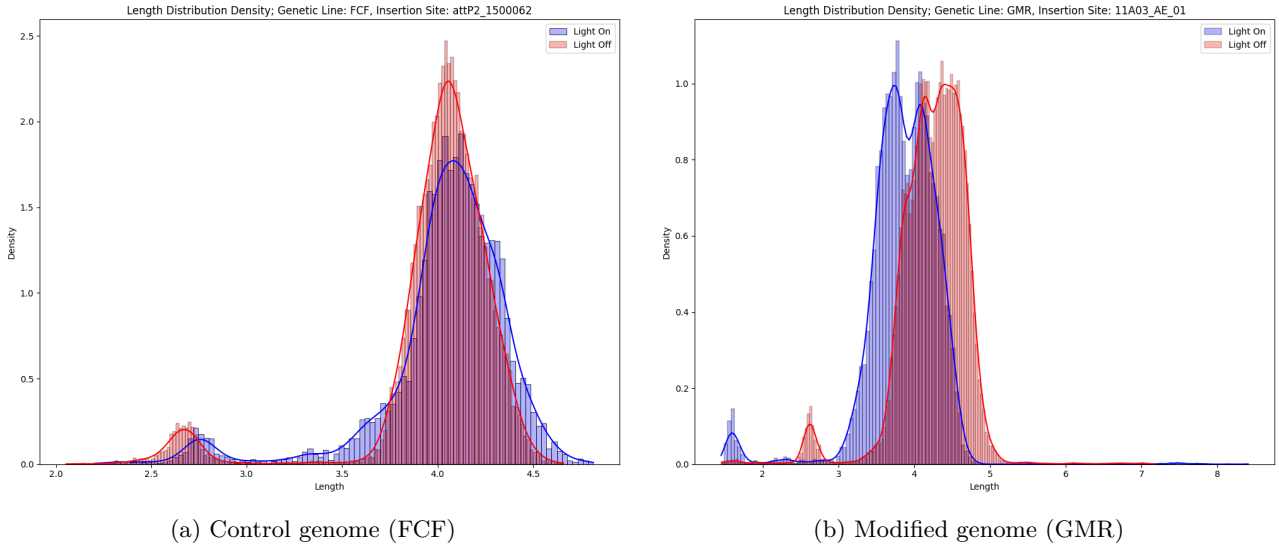 Length Distribution Density; Genetic Line: FCF, Insertion Site: attP2_1500062
Light On
Light Off
2.5
2.0
1.5
1.0
0.5
0.0
Density
2.0 2.5 3.0 3.5 4.0 4.5
Length
(a) Control genome (FCF)
Length Distribution Density; Genetic Line: GMR, Insertion Site: 11A03_AE_01
Light On
Light Off
1.0
0.8
0.6
0.4
0.2
0.0
Density
2 3 4 5 6 7 8
Length
(b) Modified genome (GMR)